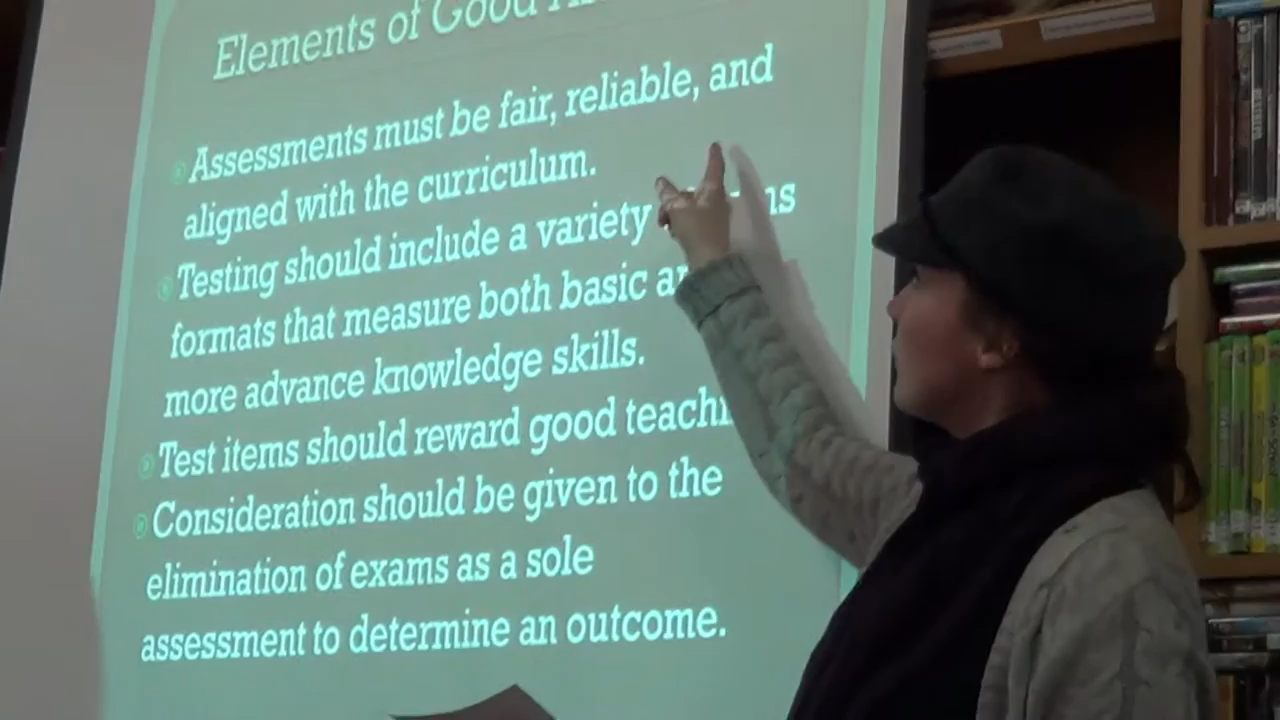 Elements of Good
Assessments must be fair, reliable, and
aligned with the curriculum.
Testing should include a variety
formats that measure both basic
more advance knowledge skills.
Test items should reward good
Consideration should be given to the
elimination of exams as a sole
assessment to determine an outcome.